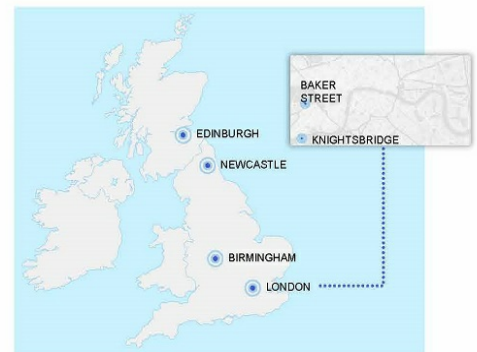 BAKER
STREET
KNIGHTSBRIDGE
EDINBURGH
NEWCASTLE
BIRMINGHAM
LONDON